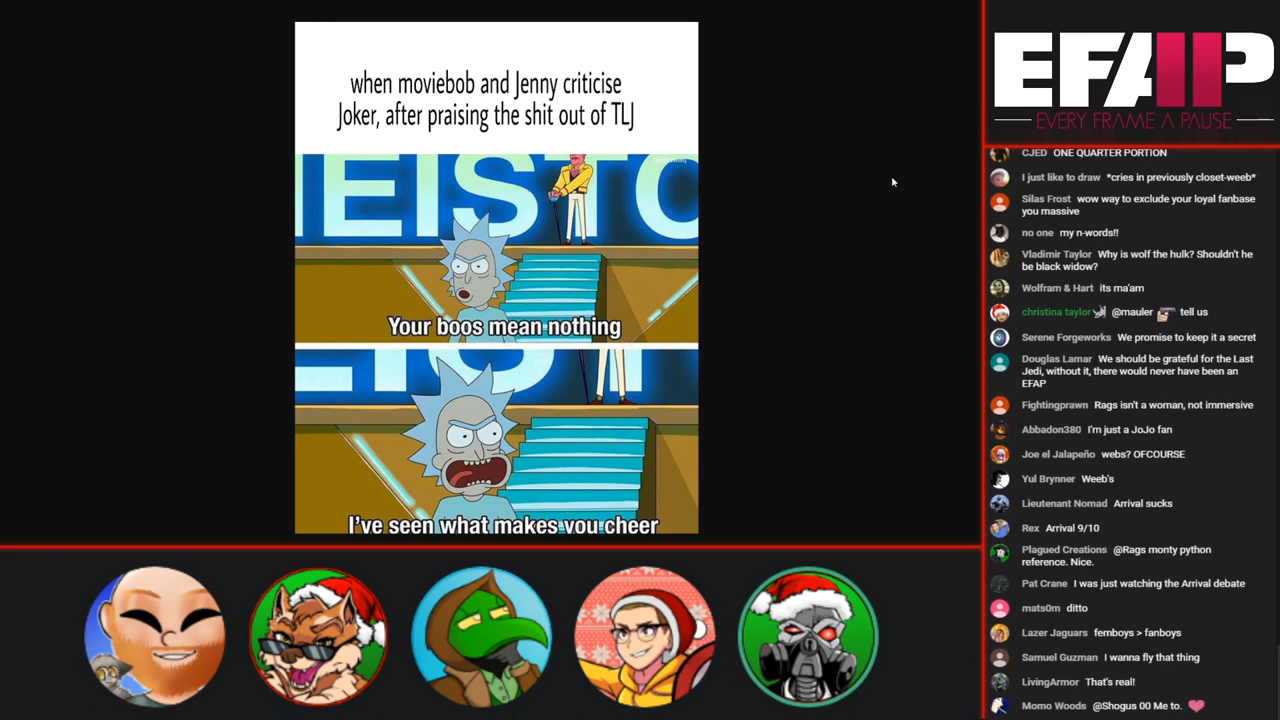 when moviebob and Jenny criticise
Joker, after praising the shit out of TLJ
EISTO
Your boos mean nothing
I've seen what makes you cheer
EFAP
EVERY FRAME A PAUSE
CJED ONE QUARTER PORTION
I just like to draw *cries in previously closet-weeb*
Silas Frost wow way to exclude your loyal fanbase
you massive
no one my n-words!!
Vladimir Taylor Why is wolf the hulk? Shouldn't he
be black widow?
Wolfram & Hart its ma'am
christina taylor @mauler tell us
Serene Forgeworks We promise to keep it a secret
Douglas Lamar We should be grateful for the Last
Jedi, without it, there would never have been an
EFAP
Fightingprawn Rags isn't a woman, not immersive
Abbadon380 I'm just a JoJo fan
Joe el Jalapeño webs? OFCOURSE
Yul Brynner Weeb's
Lieutenant Nomad Arrival sucks
Rex Arrival 9/10
Plagued Creations @Rags monty python
reference. Nice.
Pat Crane I was just watching the Arrival debate
mats0m ditto
Lazer Jaguars femboys > fanboys
Samuel Guzman I wanna fly that thing
LivingArmor That's real!
Momo Woods @Shogus 00 Me to.